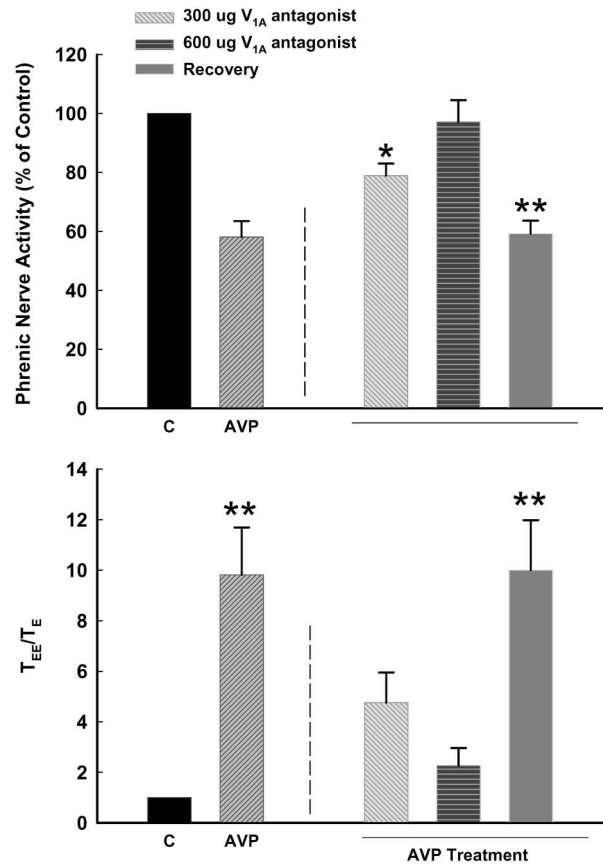 300 ug V1A antagonist
600 ug V1A antagonist
Recovery
Phrenic Nerve Activity (% of Control)
120
100
80
60
40
20
0
*
**
C AVP
TEE/TE
14
12
10
8
6
4
2
0
** **
C AVP
AVP Treatment